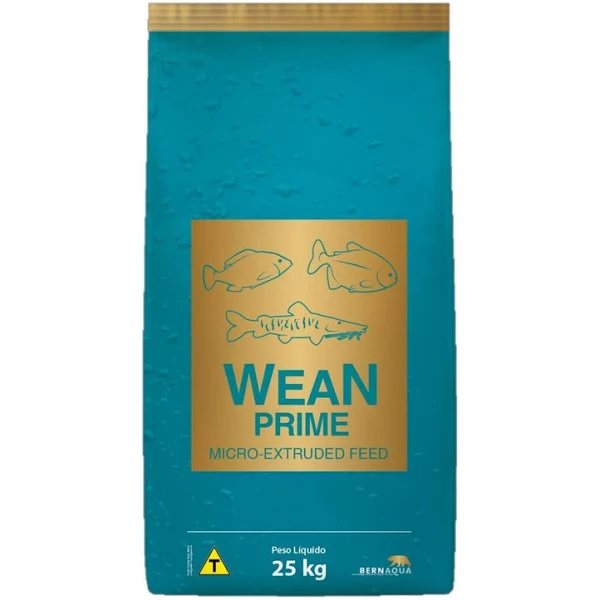 WEAN
PRIME
MICRO-EXTRUDED FEED
Peso Líquido
25 kg
T
BERNAQUA